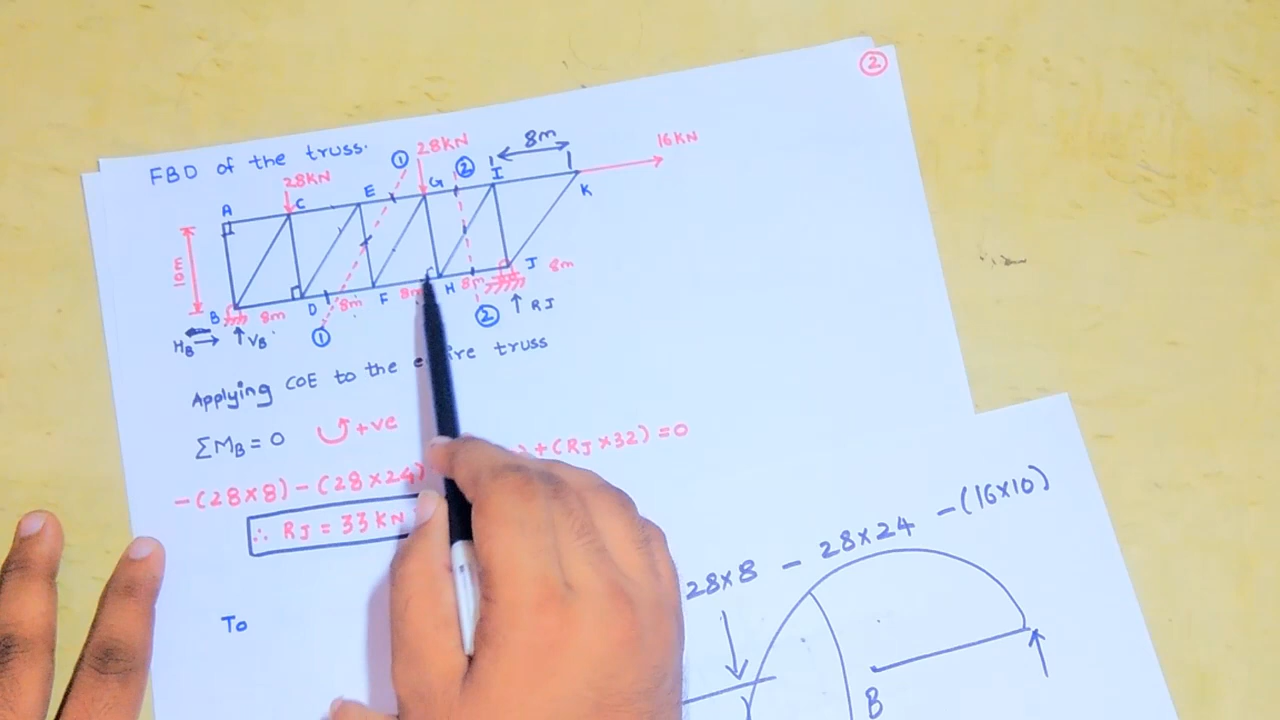 2
FBD of the truss.
8m
16KN
28KN
28KN
1
2
A
C
E
G
I
K
10m
B
8m
D
8m
F
8m
H
8m
J
8m
HB
VB
1
2
RJ
Applying COE to the truss
ΣMB = 0 +ve
-(28×8) - (28×24) +(RJ×32) = 0
∴ RJ = 33 KN
28×8 - 28×24 -(16×10)
To
B